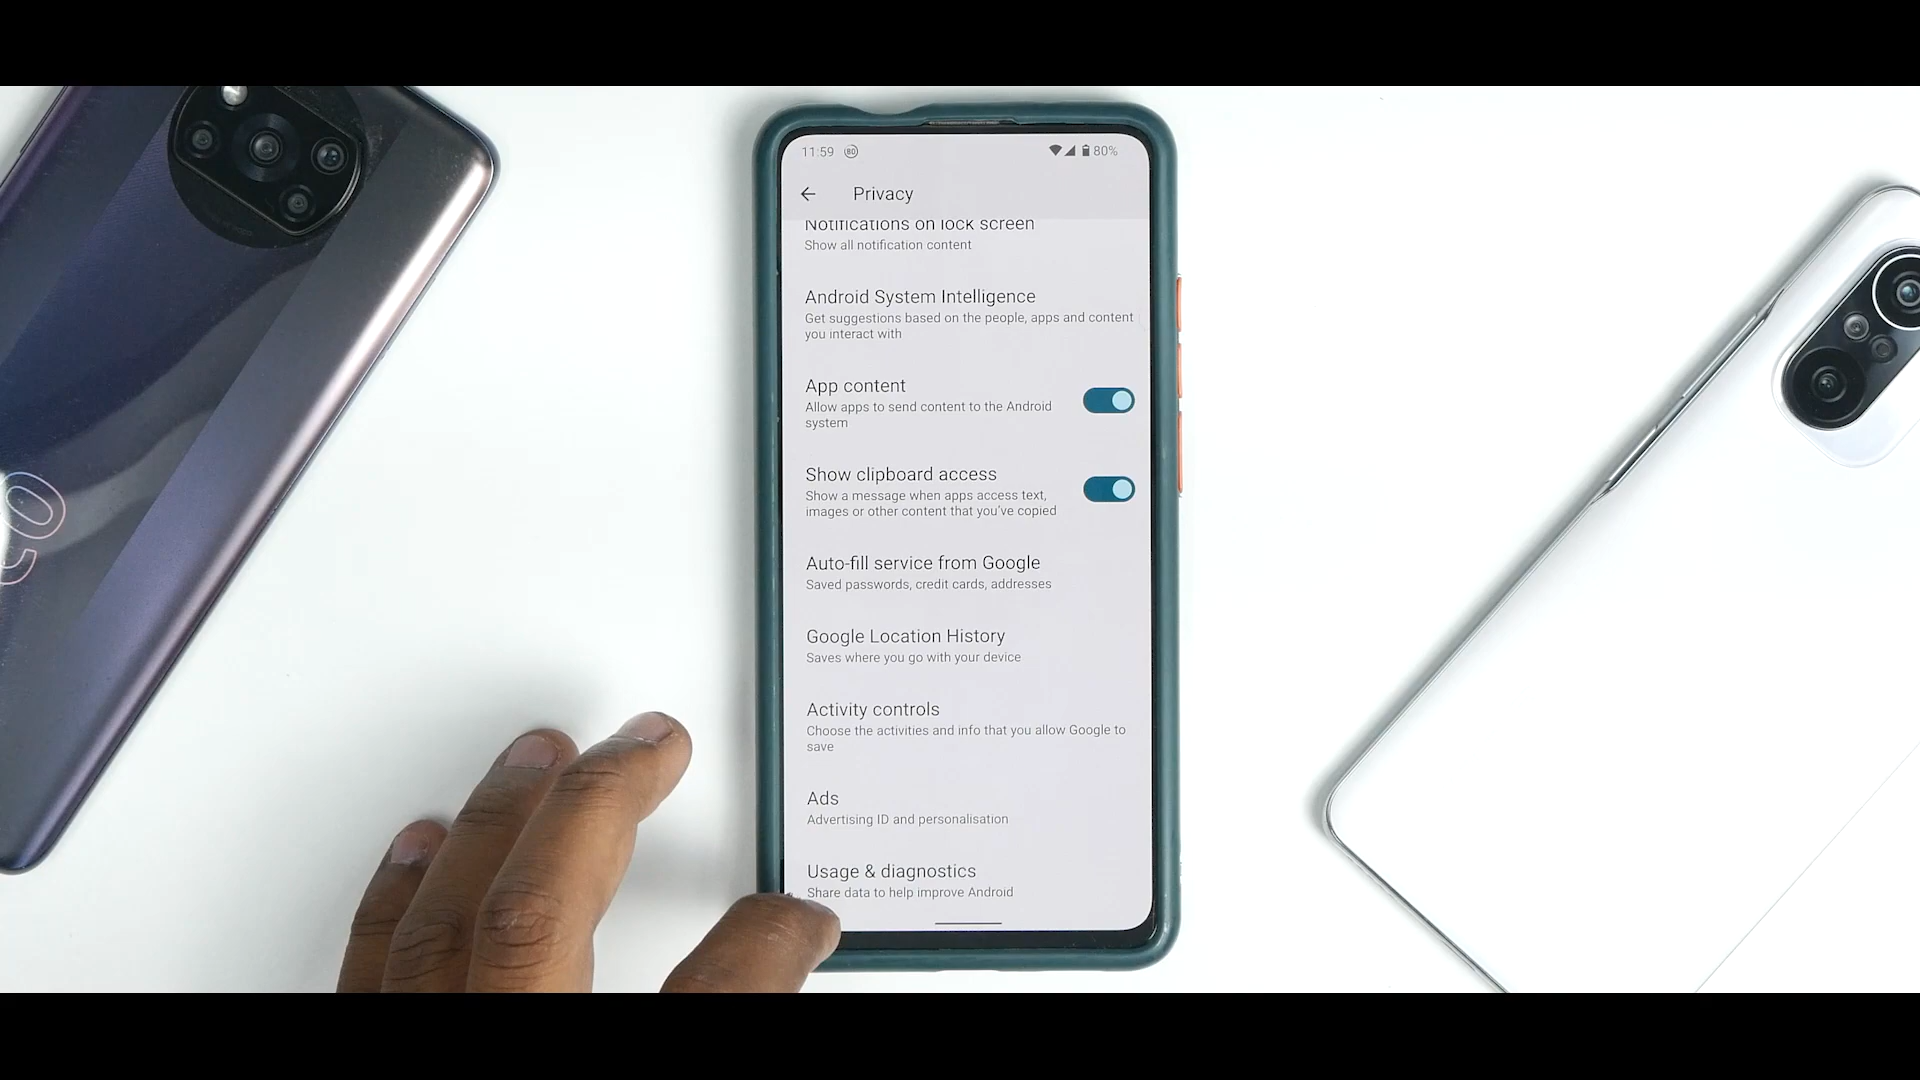 11:59 80 80%
Privacy
Notifications on lock screen
Show all notification content
Android System Intelligence
Get suggestions based on the people, apps and content
you interact with
App content
Allow apps to send content to the Android
system
Show clipboard access
Show a message when apps access text,
images or other content that you've copied
Auto-fill service from Google
Saved passwords, credit cards, addresses
Google Location History
Saves where you go with your device
Activity controls
Choose the activities and info that you allow Google to
save
Ads
Advertising ID and personalisation
Usage & diagnostics
Share data to help improve Android